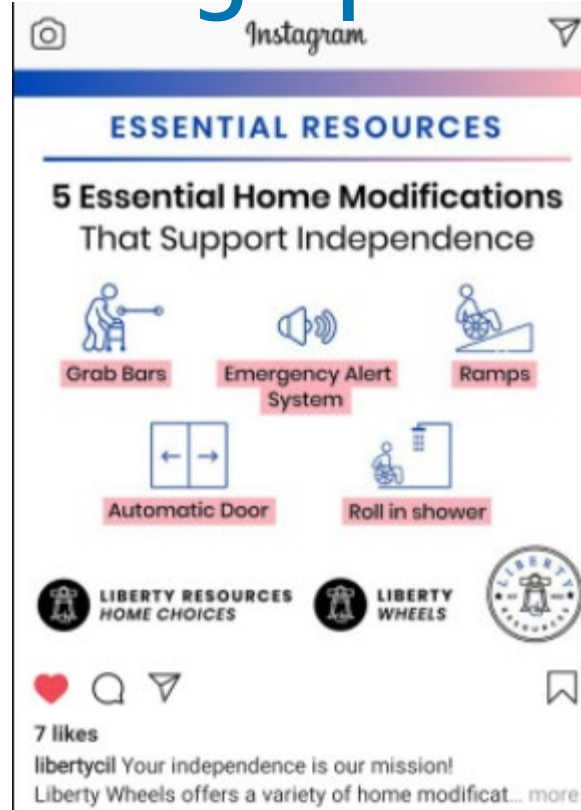 Instagram
ESSENTIAL RESOURCES
5 Essential Home Modifications
That Support Independence
Grab Bars
Emergency Alert
System
Ramps
Automatic Door
Roll in shower
LIBERTY RESOURCES
HOME CHOICES
LIBERTY
WHEELS
LIBERTY
RESOURCES
7 likes
libertycil Your independence is our mission!
Liberty Wheels offers a variety of home modificat... more